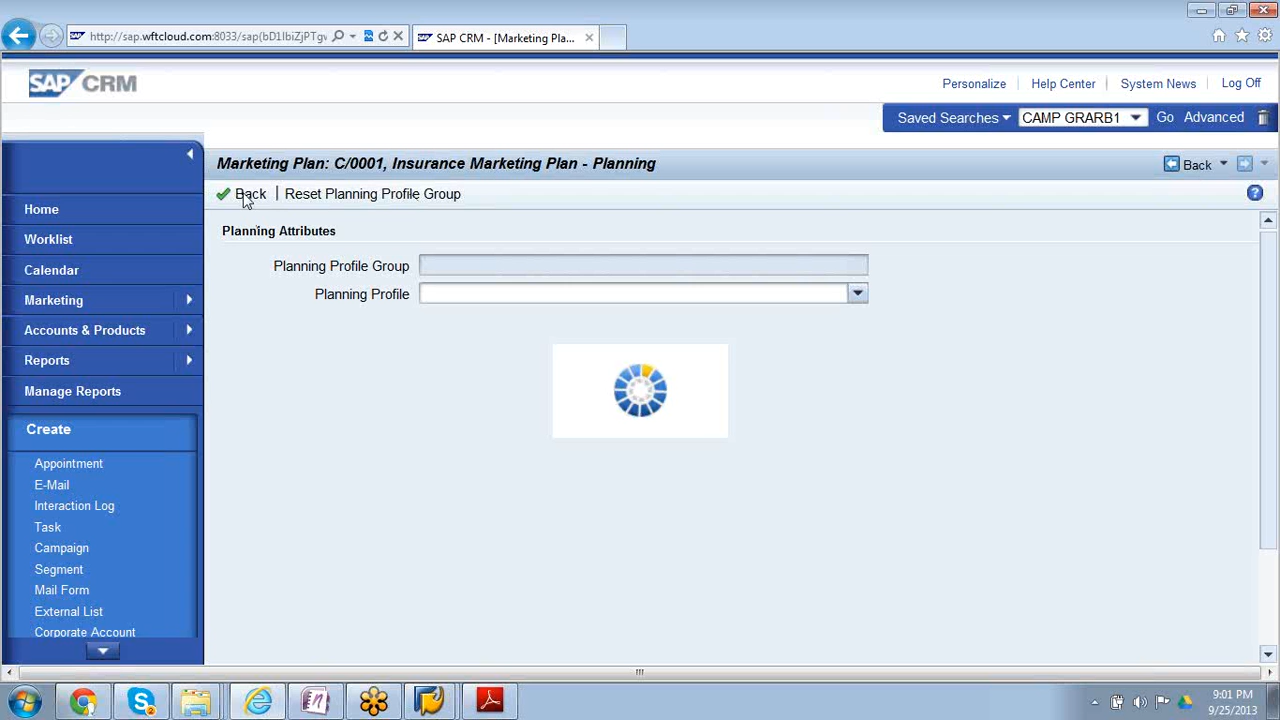 http://sap.wftcloud.com:8033/sap(bD1lbiZjPTgv
SAP CRM - [Marketing Pla...
SAP CRM
Personalize
Help Center
System News
Log Off
Saved Searches
CAMP GRARB1
Go
Advanced
Marketing Plan: C/0001, Insurance Marketing Plan - Planning
Back
Back
Reset Planning Profile Group
Home
Worklist
Calendar
Marketing
Accounts & Products
Reports
Manage Reports
Create
Appointment
E-Mail
Interaction Log
Task
Campaign
Segment
Mail Form
External List
Corporate Account
Planning Attributes
Planning Profile Group
Planning Profile
9:01 PM
9/25/2013